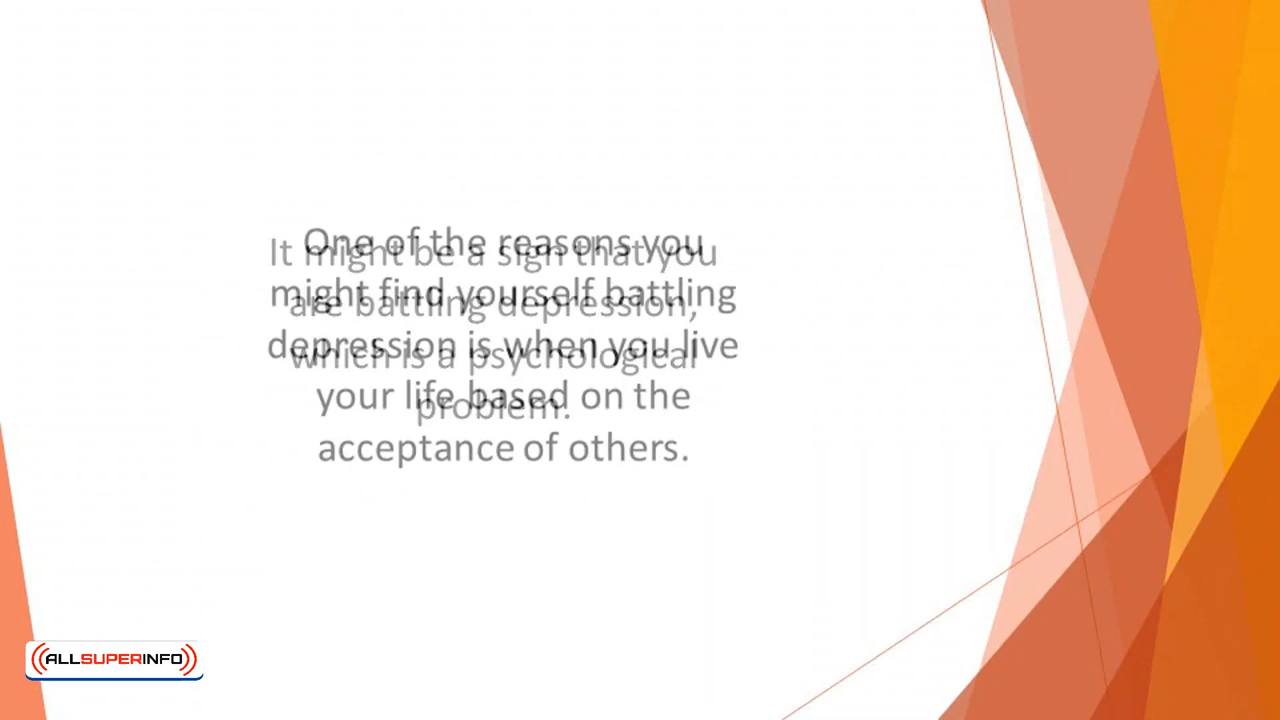 It might be a sign that you
are battling depression,
which is a psychological
problem.
One of the reasons you
might find yourself battling
depression is when you live
your life based on the
acceptance of others.
ALLSUPERINFO